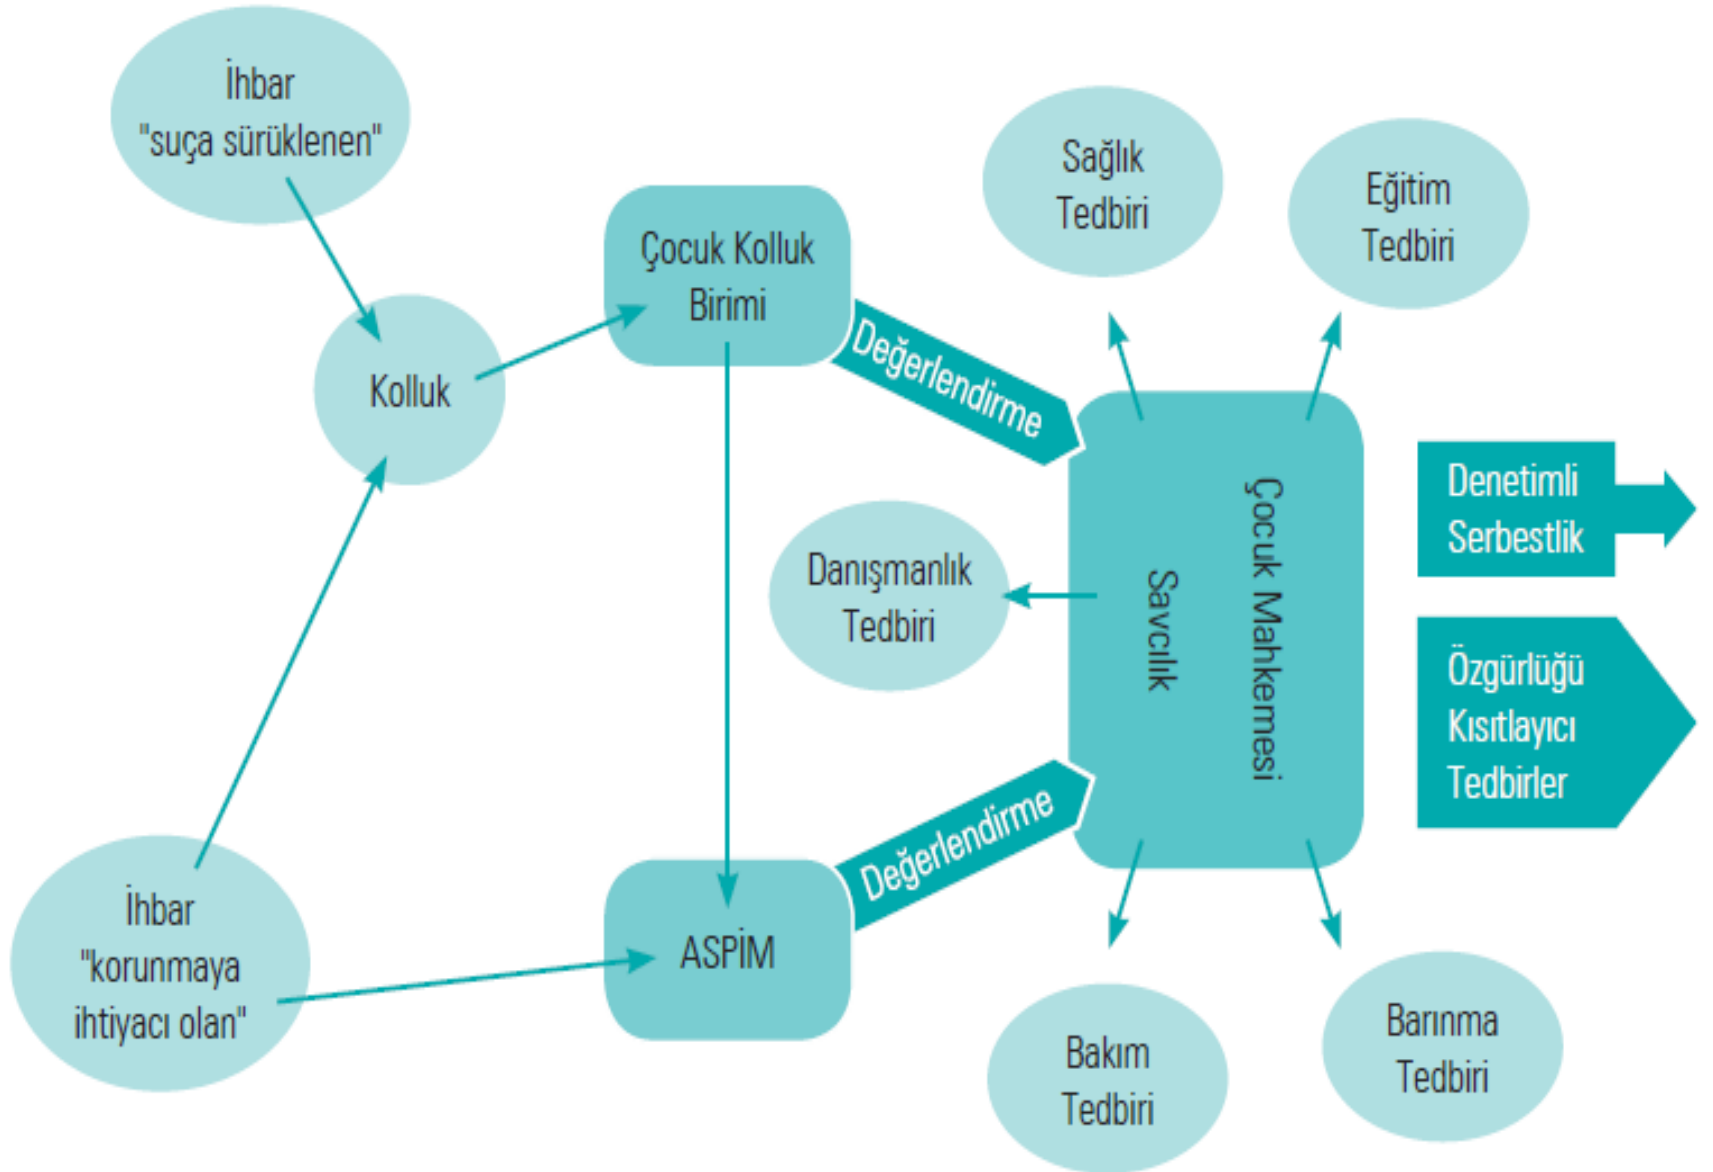 İhbar
"suça sürüklenen"
Kolluk
İhbar
"korunmaya
ihtiyacı olan"
Çocuk Kolluk
Birimi
ASPİM
Değerlendirme
Değerlendirme
Sağlık
Tedbiri
Eğitim
Tedbiri
Danışmanlık
Tedbiri
Savcılık
Çocuk Mahkemesi
Bakım
Tedbiri
Barınma
Tedbiri
Denetimli
Serbestlik
Özgürlüğü
Kısıtlayıcı
Tedbirler